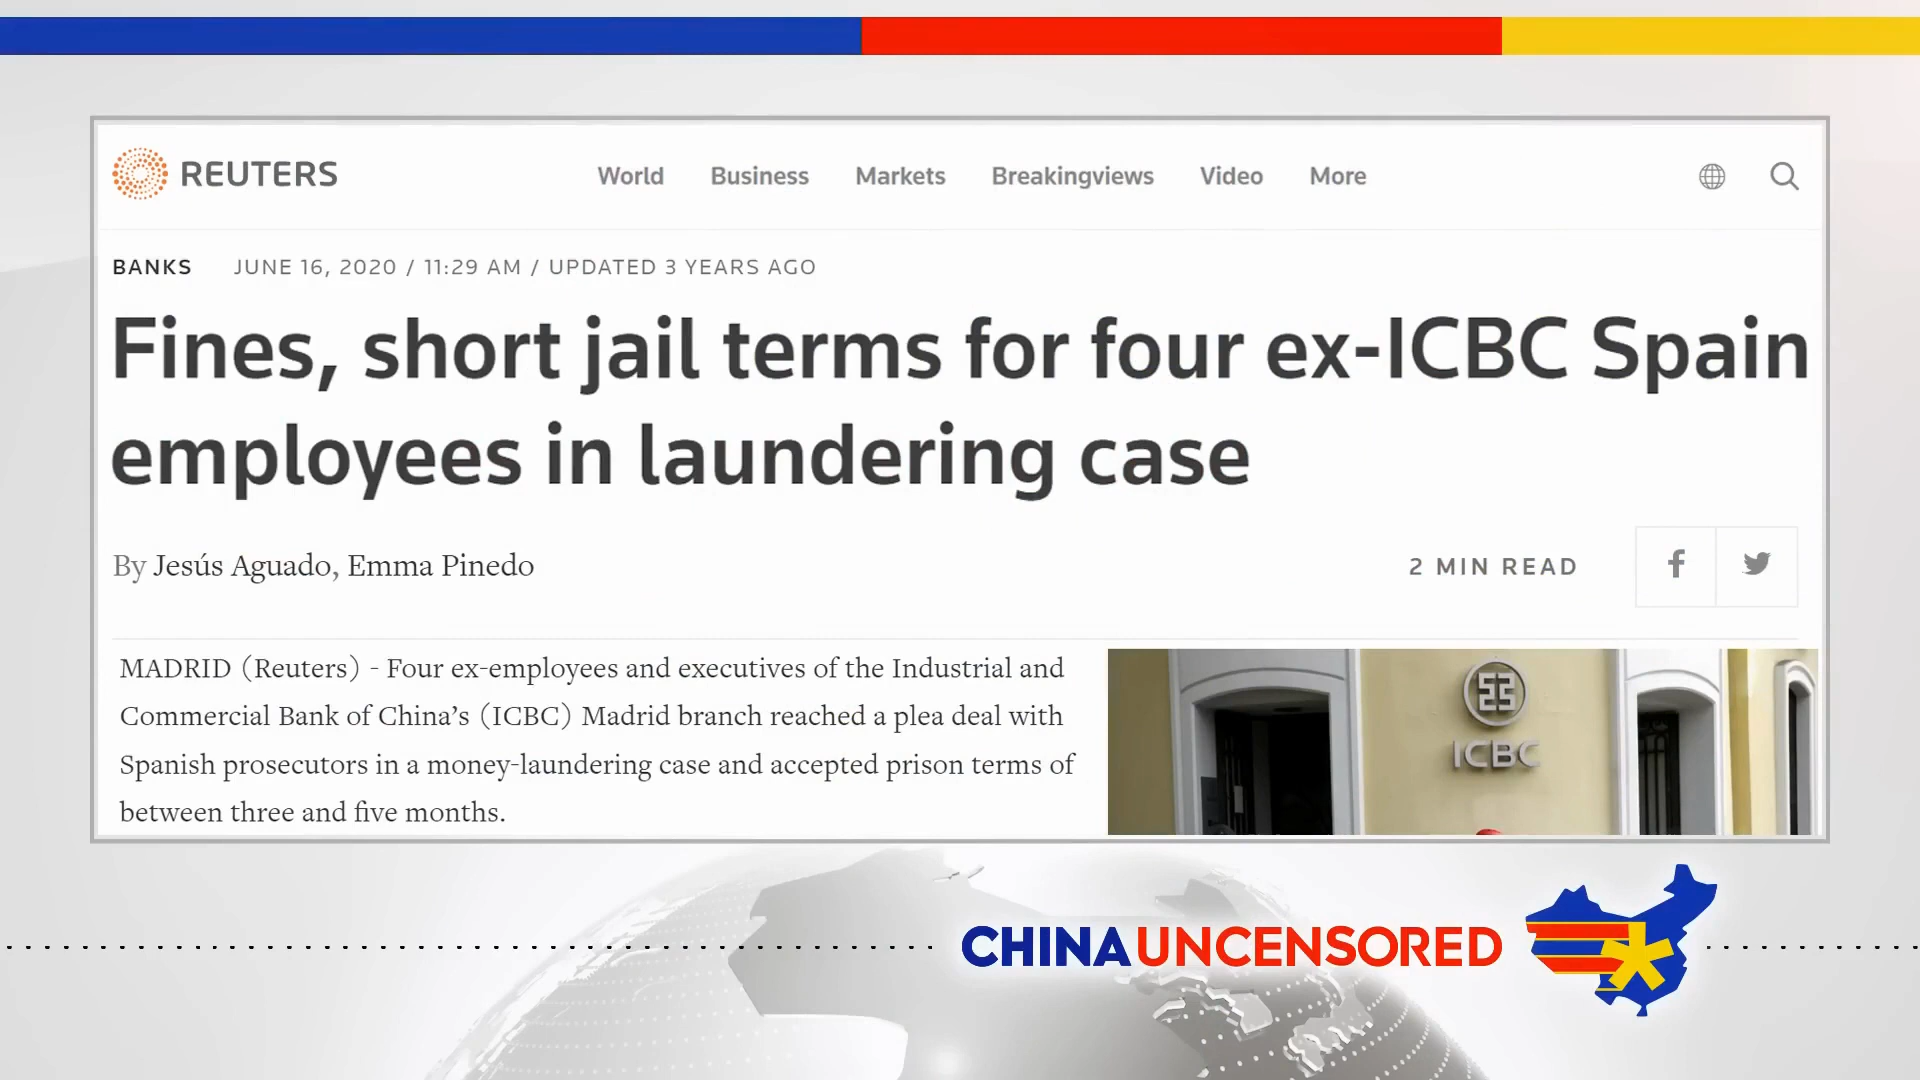 REUTERS
World Business Markets Breakingviews Video More
BANKS JUNE 16, 2020 / 11:29 AM / UPDATED 3 YEARS AGO
Fines, short jail terms for four ex-ICBC Spain
employees in laundering case
By Jesús Aguado, Emma Pinedo
2 MIN READ
MADRID (Reuters) - Four ex-employees and executives of the Industrial and
Commercial Bank of China’s (ICBC) Madrid branch reached a plea deal with
Spanish prosecutors in a money-laundering case and accepted prison terms of
between three and five months.
ICBC
CHINAUNCENSORED